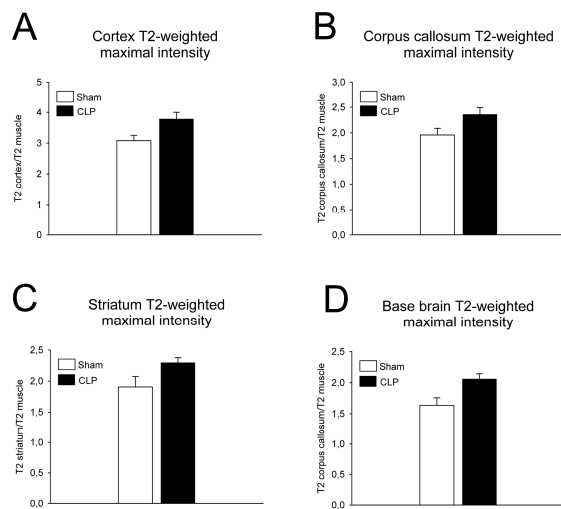 A
Cortex T2-weighted
maximal intensity
T2 cortex/T2 muscle
5
4
3
2
1
0
Sham
CLP
B
Corpus callosum T2-weighted
maximal intensity
T2 corpus callosum/T2 muscle
3,0
2,5
2,0
1,5
1,0
0,5
0,0
Sham
CLP
C
Striatum T2-weighted
maximal intensity
T2 striatum/T2 muscle
2,5
2,0
1,5
1,0
0,5
0,0
Sham
CLP
D
Base brain T2-weighted
maximal intensity
T2 corpus callosum/T2 muscle
2,5
2,0
1,5
1,0
0,5
0,0
Sham
CLP